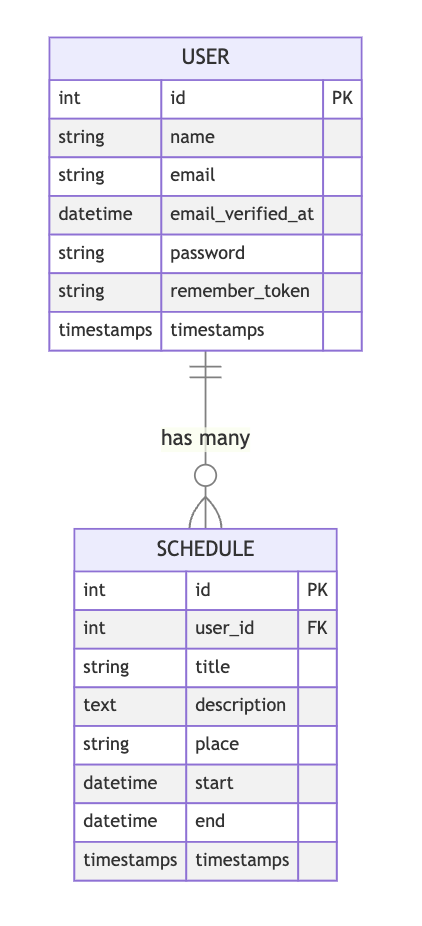 USER
int id PK
string name
string email
datetime email_verified_at
string password
string remember_token
timestamps timestamps
has many
SCHEDULE
int id PK
int user_id FK
string title
text description
string place
datetime start
datetime end
timestamps timestamps